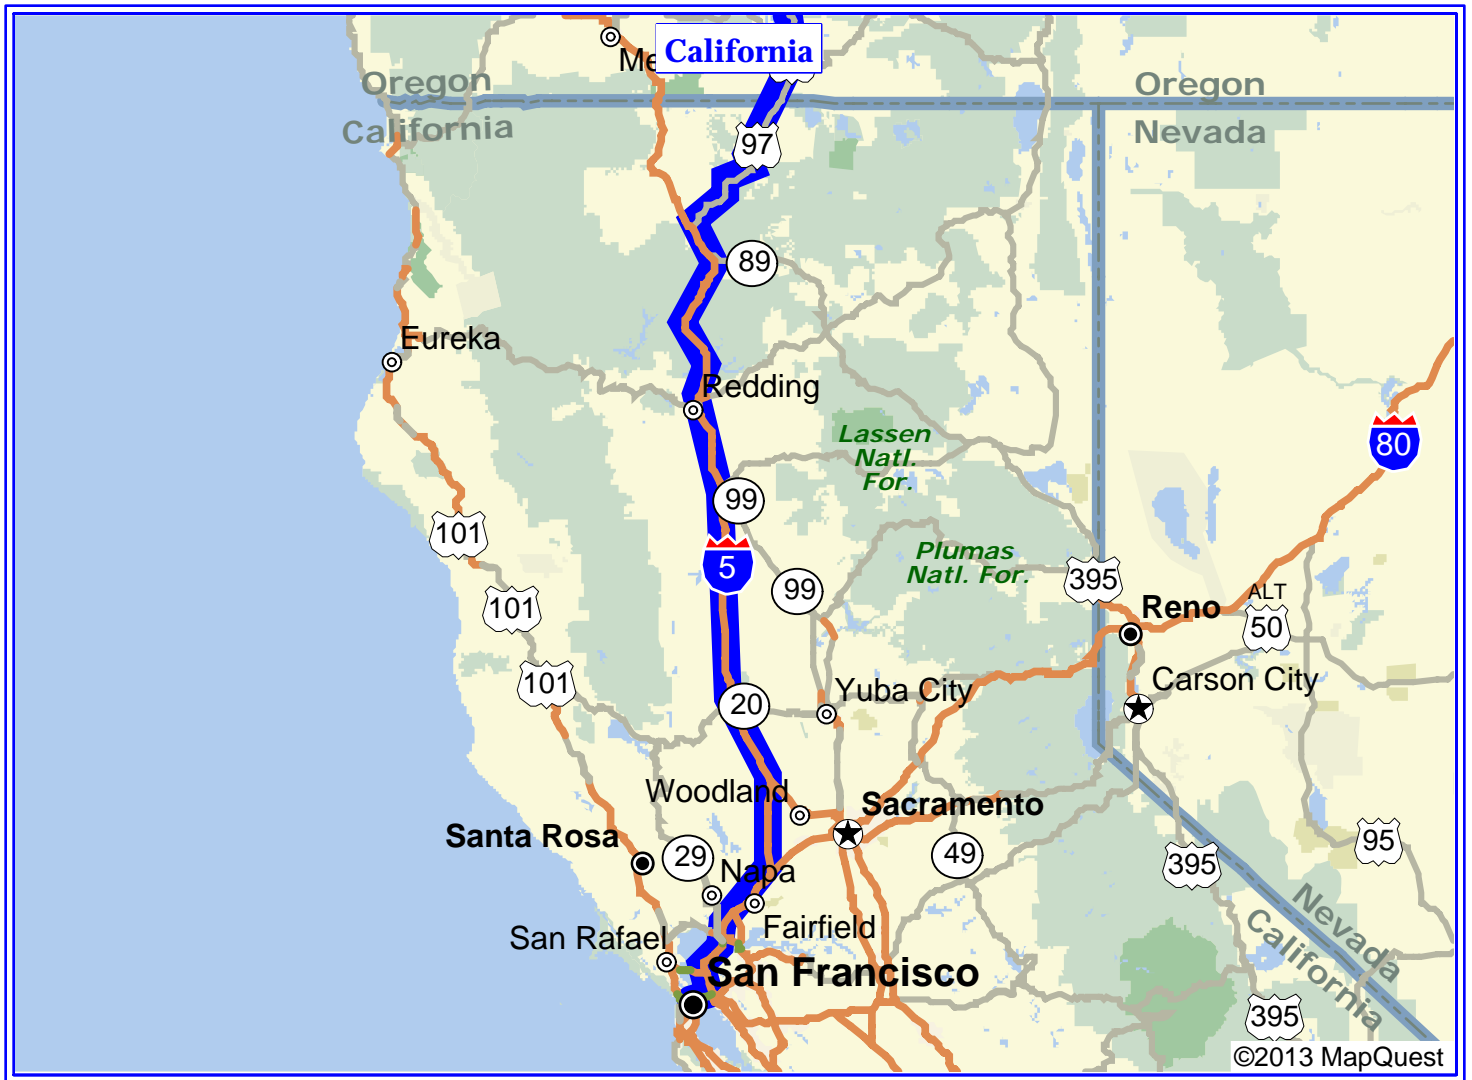 California
Me
Oregon
California
Oregon
Nevada
97
89
Eureka
Redding
Lassen
Natl.
For.
80
99
101
Plumas
Natl. For.
5
395
99
ALT
50
Reno
101
101
Carson City
Yuba City
20
Woodland
Sacramento
Santa Rosa
29
49
95
395
Napa
Fairfield
San Rafael
Nevada
California
San Francisco
395
©2013 MapQuest